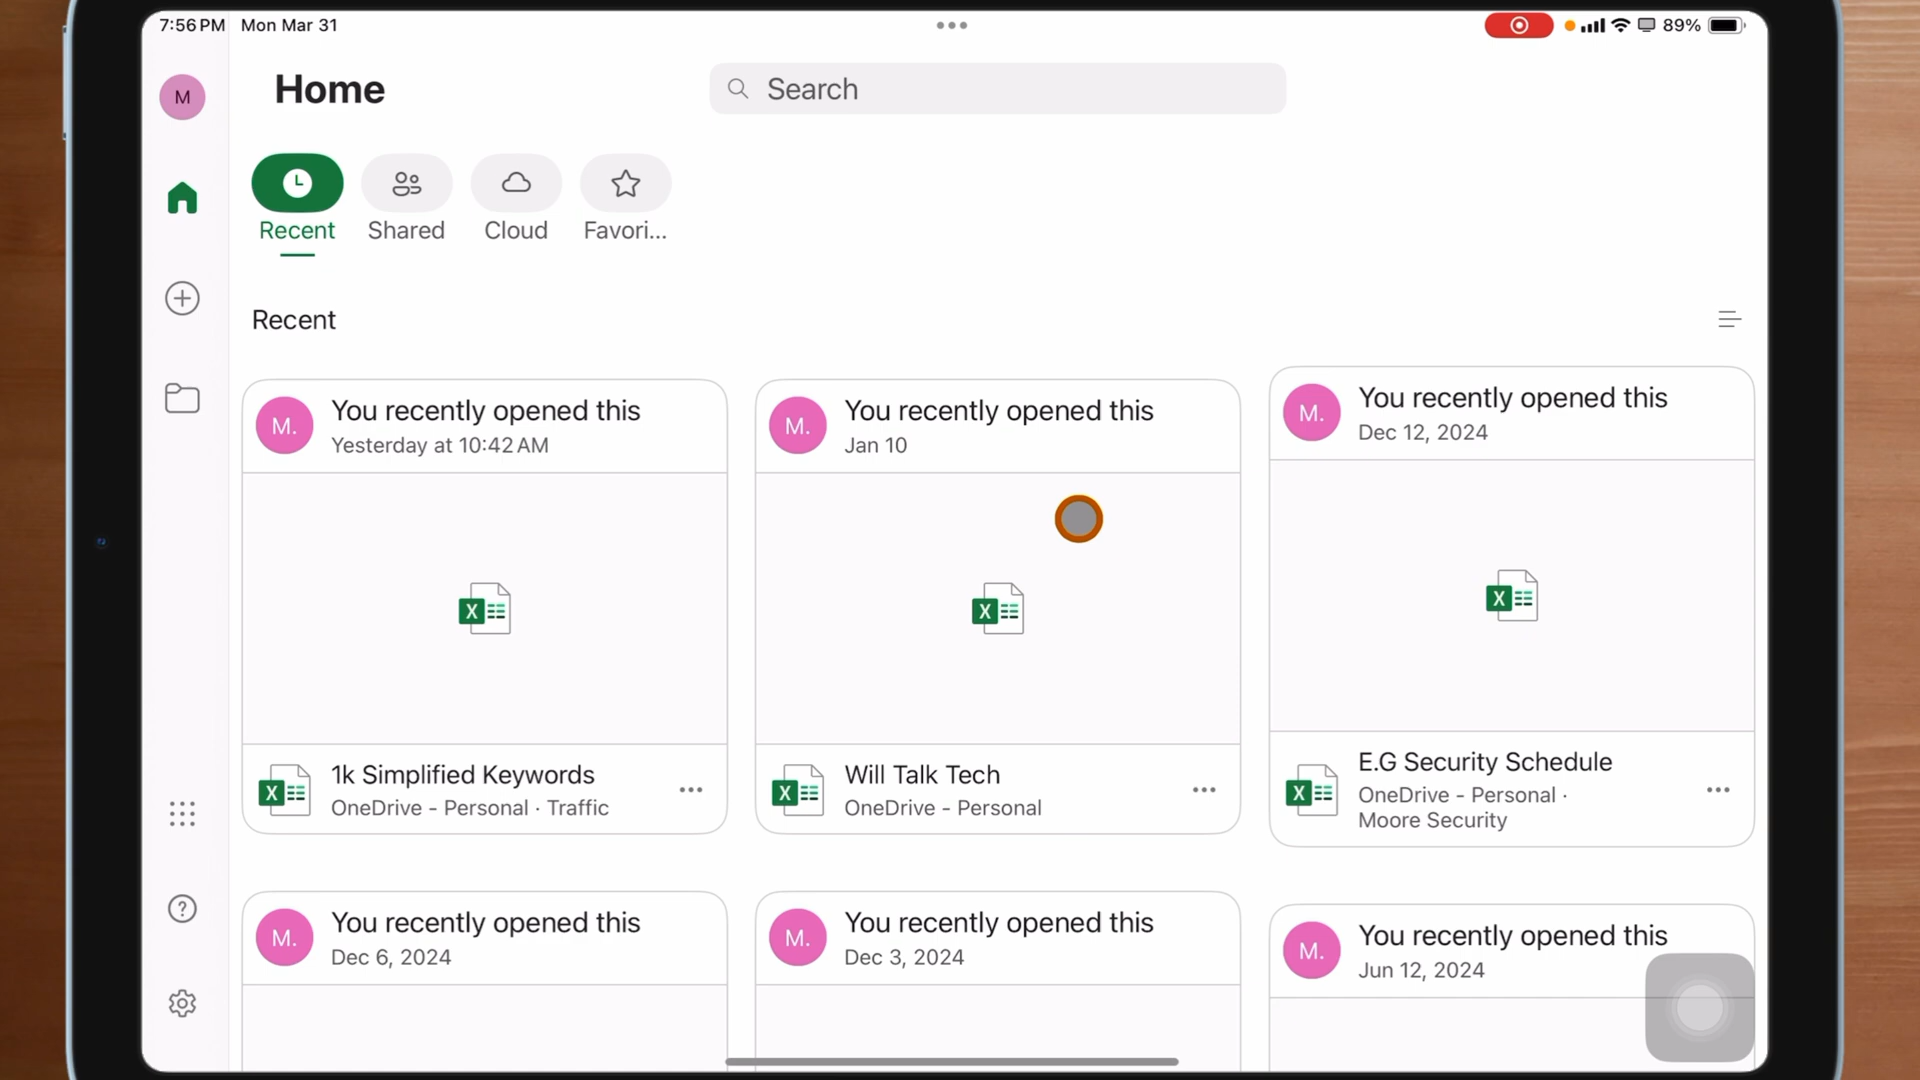 7:56 PM Mon Mar 31
89%
M
Home
Search
Recent
Shared
Cloud
Favori...
Recent
M.
You recently opened this
Yesterday at 10:42 AM
X
1k Simplified Keywords
OneDrive - Personal · Traffic
M.
You recently opened this
Jan 10
X
Will Talk Tech
OneDrive - Personal
M.
You recently opened this
Dec 12, 2024
X
E.G Security Schedule
OneDrive - Personal ·
Moore Security
M.
You recently opened this
Dec 6, 2024
M.
You recently opened this
Dec 3, 2024
M.
You recently opened this
Jun 12, 2024